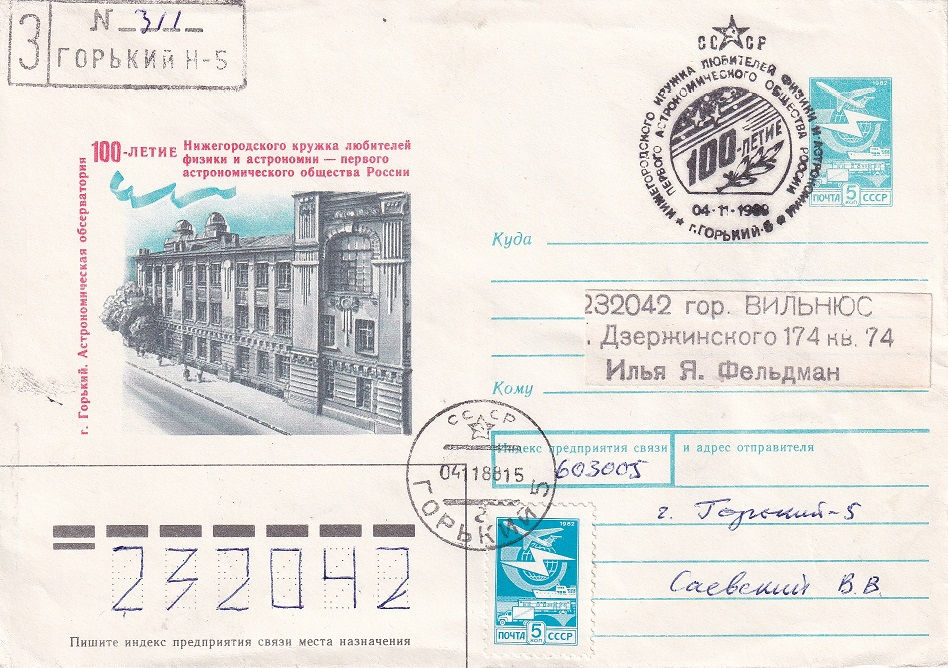 З
N 311
ГОРЬКИЙ Н-5
100-ЛЕТИЕ Нижегородского кружка любителей
физики и астрономии — первого
астрономического общества России
г. Горький. Астрономическая обсерватория
СССР
НИЖЕГОРОДСКОГО КРУЖКА ЛЮБИТЕЛЕЙ ФИЗИКИ И АСТРОНОМИИ
ПЕРВОГО АСТРОНОМИЧЕСКОГО ОБЩЕСТВА РОССИИ
100-ЛЕТИЕ
04·11·1988
г.ГОРЬКИЙ-5
1982
ПОЧТА 5 КОП СССР
Куда
232042 гор. ВИЛЬНЮС
. Дзержинского 174 кв. 74
Илья Я. Фельдман
Кому
Индекс предприятия связи и адрес отправителя
603005
г. Горький-5
Саевский В.В.
СССР
041118815
ГОРЬКИЙ 5
2
1982
ПОЧТА 5 КОП СССР
232042
Пишите индекс предприятия связи места назначения